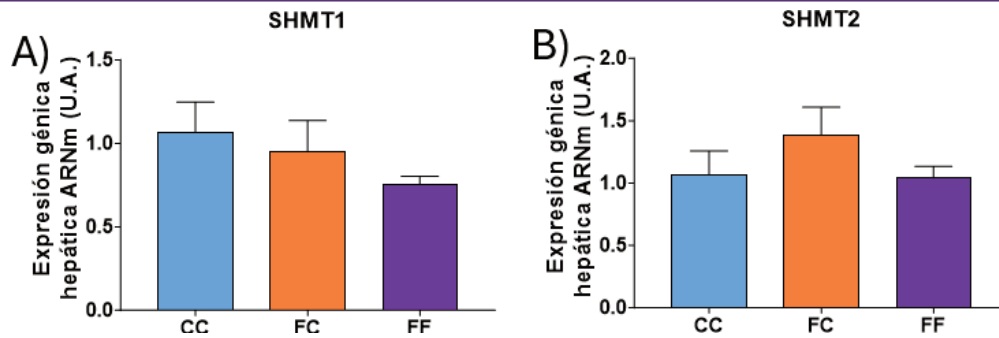 SHMT1
A)
Expresión génica
hepática ARNm (U.A.)
1.5
1.0
0.5
0.0
CC FC FF
SHMT2
B)
Expresión génica
hepática ARNm (U.A.)
2.0
1.5
1.0
0.5
0.0
CC FC FF